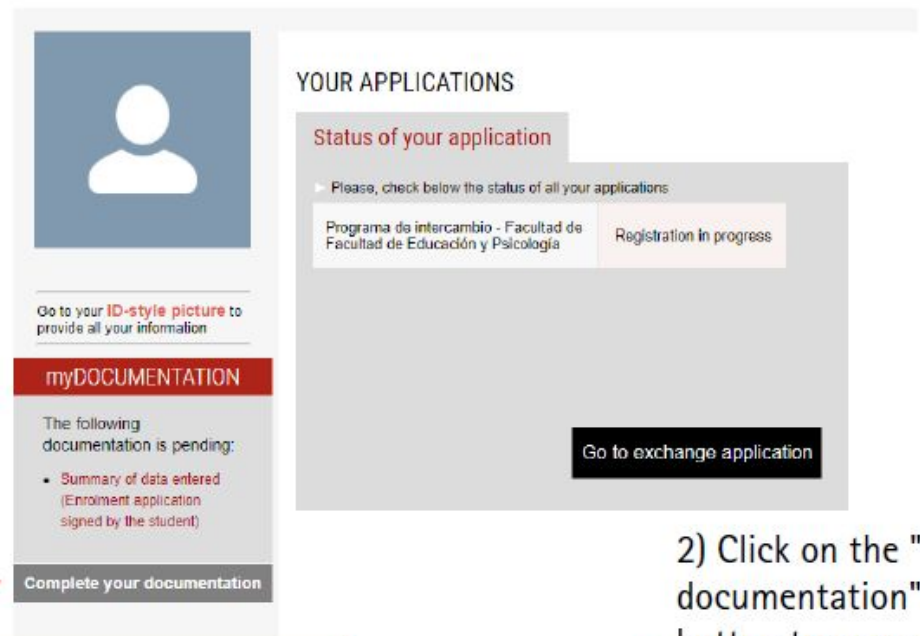 YOUR APPLICATIONS
Status of your application
Please, check below the status of all your applications
Programa de intercambio - Facultad de
Facultad de Educación y Psicología
Registration in progress
Go to exchange application
Go to your ID-style picture to
provide all your information
myDOCUMENTATION
The following
documentation is pending:
• Summary of data entered
(Enrolment application
signed by the student)
Complete your documentation
2) Click on the "
documentation"